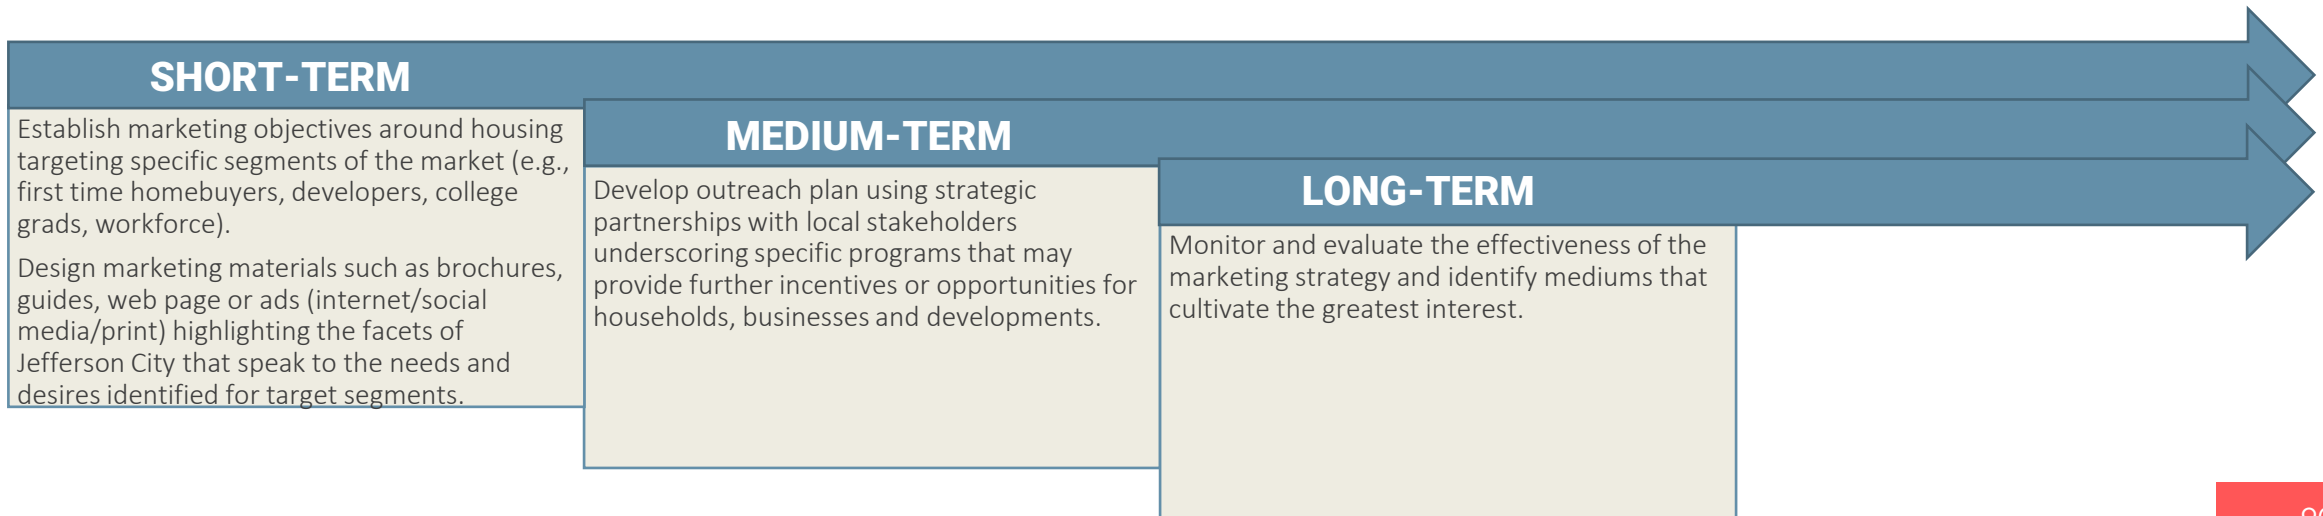 SHORT-TERM
Establish marketing objectives around housing
targeting specific segments of the market (e.g.,
first time homebuyers, developers, college
grads, workforce).
Design marketing materials such as brochures,
guides, web page or ads (internet/social
media/print) highlighting the facets of
Jefferson City that speak to the needs and
desires identified for target segments.
MEDIUM-TERM
Develop outreach plan using strategic
partnerships with local stakeholders
underscoring specific programs that may
provide further incentives or opportunities for
households, businesses and developments.
LONG-TERM
Monitor and evaluate the effectiveness of the
marketing strategy and identify mediums that
cultivate the greatest interest.